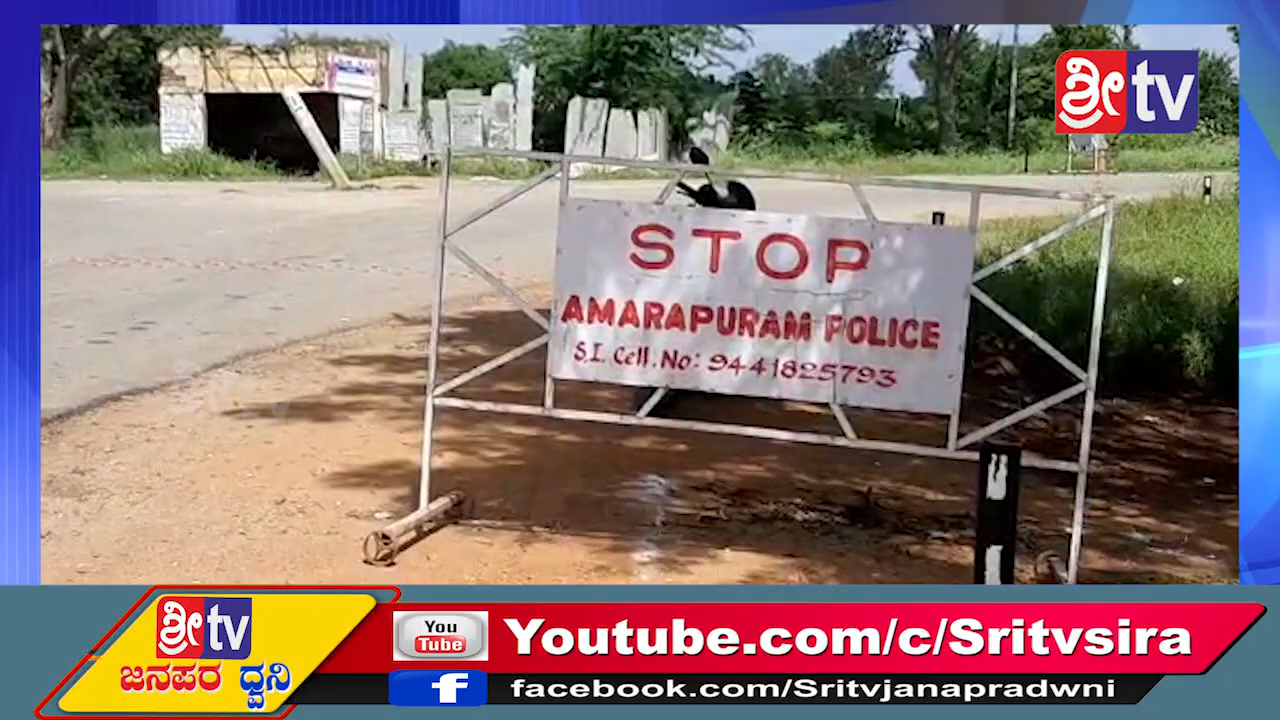 ಶ್ರೀ tv
STOP
AMARAPURAM POLICE
S.I. Cell.No: 9441825793
ಶ್ರೀ tv
ಜನಪರ ಧ್ವನಿ
You
Tube
Youtube.com/c/Sritvsira
f
facebook.com/Sritvjanapradwni